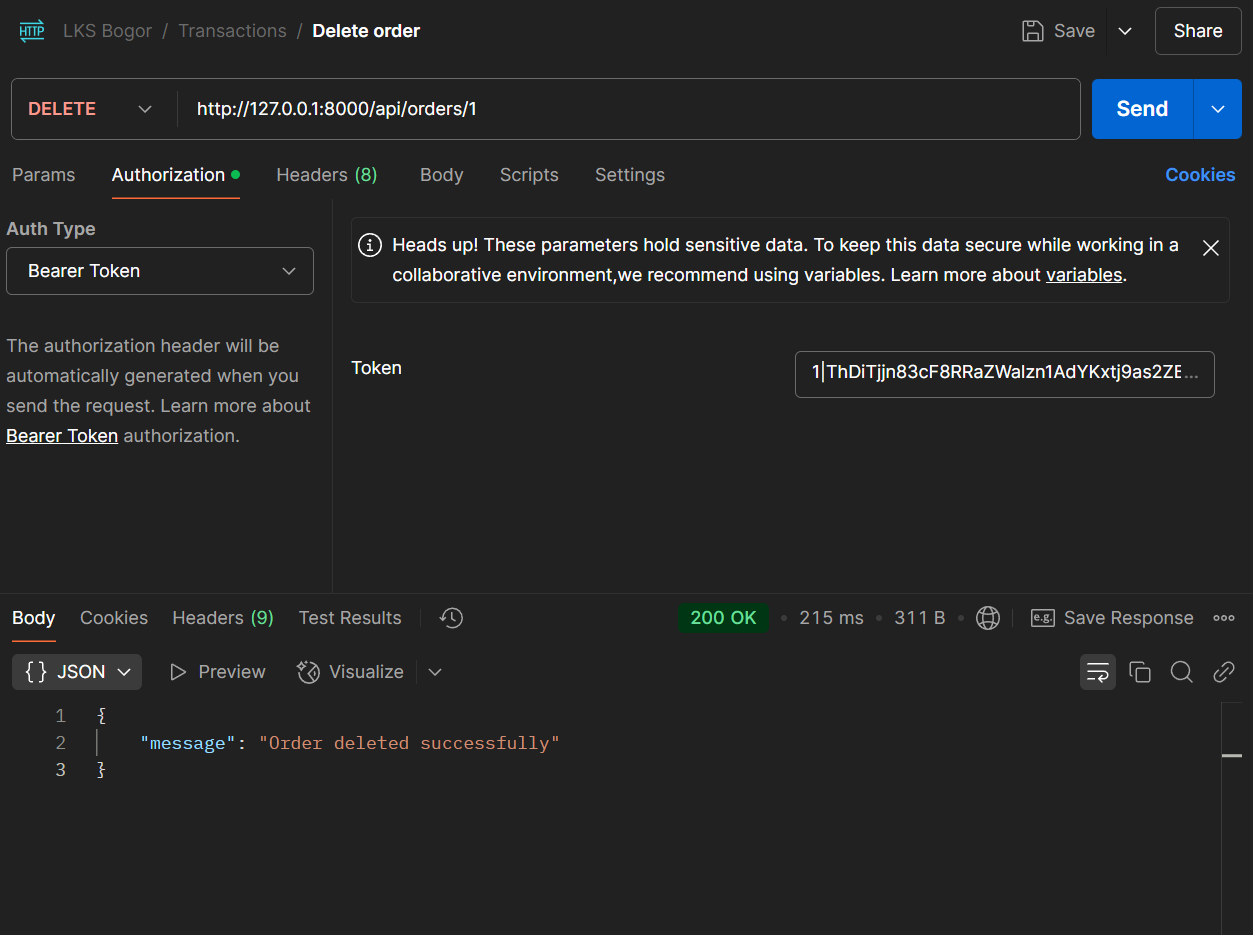 HTTP LKS Bogor / Transactions / Delete order Save Share
DELETE http://127.0.0.1:8000/api/orders/1 Send
Params Authorization Headers (8) Body Scripts Settings Cookies
Auth Type
Bearer Token
The authorization header will be
automatically generated when you
send the request. Learn more about
Bearer Token authorization.
Heads up! These parameters hold sensitive data. To keep this data secure while working in a
collaborative environment,we recommend using variables. Learn more about variables.
Token 1|ThDiTjjn83cF8RRaZWalzn1AdYKxtj9as2ZE...
Body Cookies Headers (9) Test Results 200 OK • 215 ms • 311 B • e.g. Save Response
{} JSON Preview Visualize
1 {
2 "message": "Order deleted successfully"
3 }